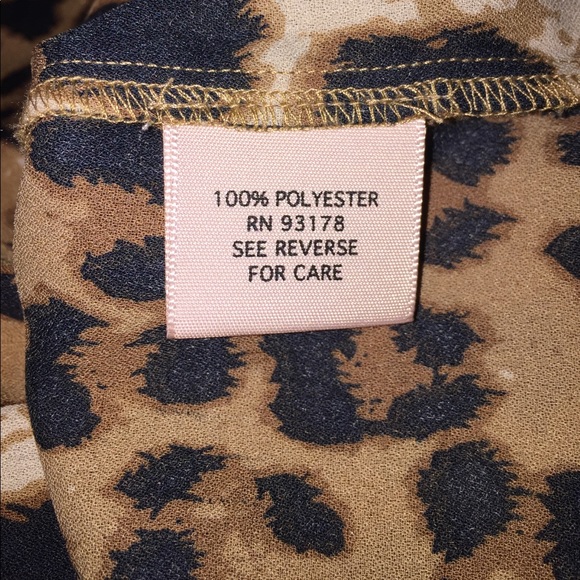 100% POLYESTER
RN 93178
SEE REVERSE
FOR CARE